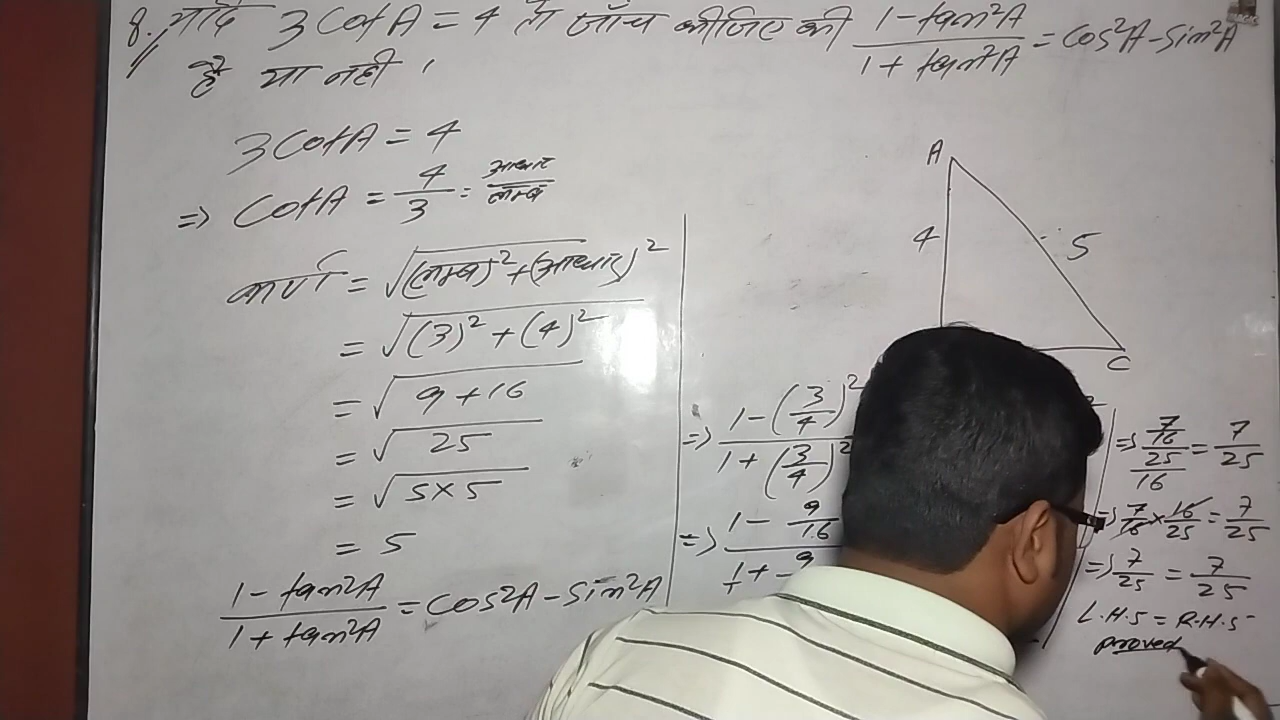 8. यदि 3 cotA = 4 तो जाँच कीजिए की (1-tan²A)/(1+tan²A) = cos²A-sin²A
है या नही ।
3 cotA = 4
=> cotA = 4/3 = आधार/लम्ब
कर्ण = √(लम्ब)²+(आधार)²
= √(3)²+(4)²
= √9+16
= √25
= √5×5
= 5
(1-tan²A)/(1+tan²A) = cos²A-sin²A
A
4
5
C
=> (1-(3/4)²)/(1+(3/4)²)
=> (1-9/16)/(1+9
=> (7/16)/(25/16) = 7/25
=> 7/16 × 16/25 = 7/25
=> 7/25 = 7/25
L.H.S = R.H.S
proved